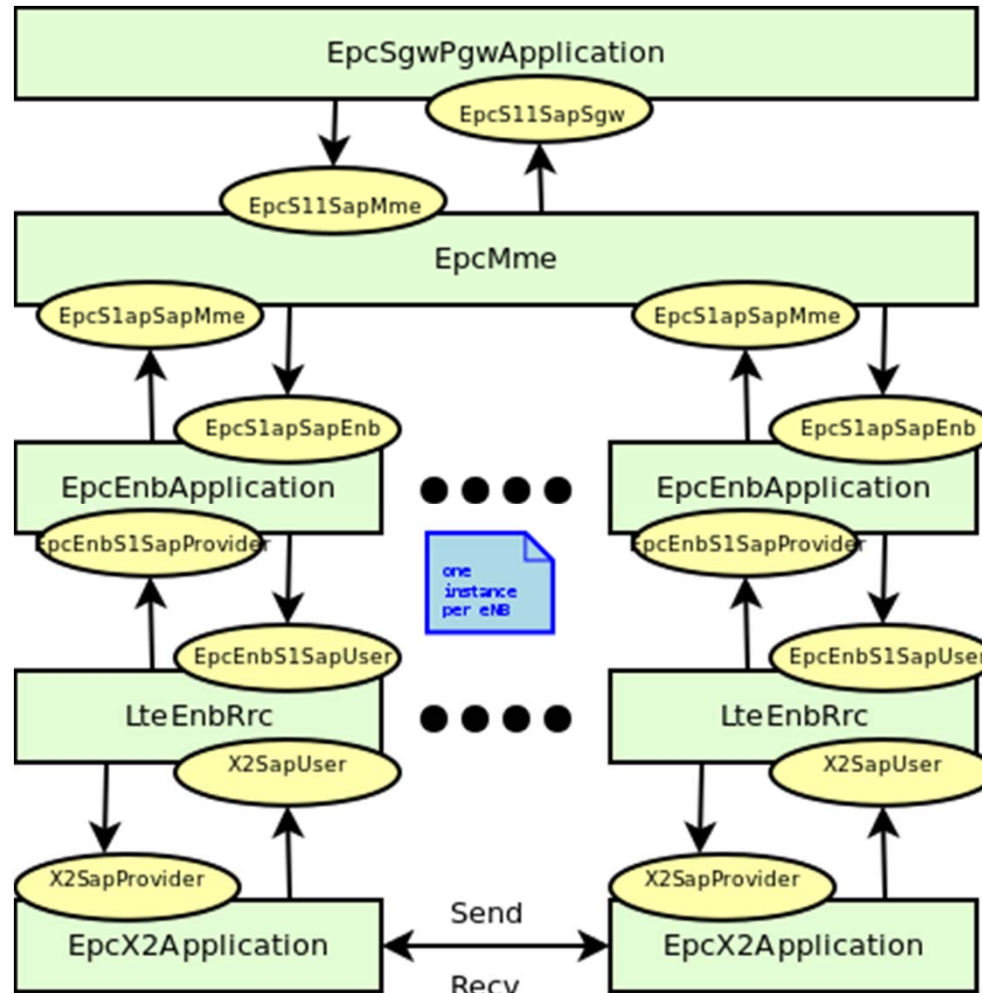 EpcSgwPgwApplication
EpcS11SapSgw
EpcS11SapMme
EpcMme
EpcS1apSapMme
EpcS1apSapMme
EpcS1apSapEnb
EpcS1apSapEnb
EpcEnbApplication
EpcEnbApplication
EpcEnbS1SapProvider
EpcEnbS1SapProvider
one
instance
per eNB
EpcEnbS1SapUser
EpcEnbS1SapUser
LteEnbRrc
LteEnbRrc
X2SapUser
X2SapUser
X2SapProvider
X2SapProvider
Send
EpcX2Application
EpcX2Application
Recv